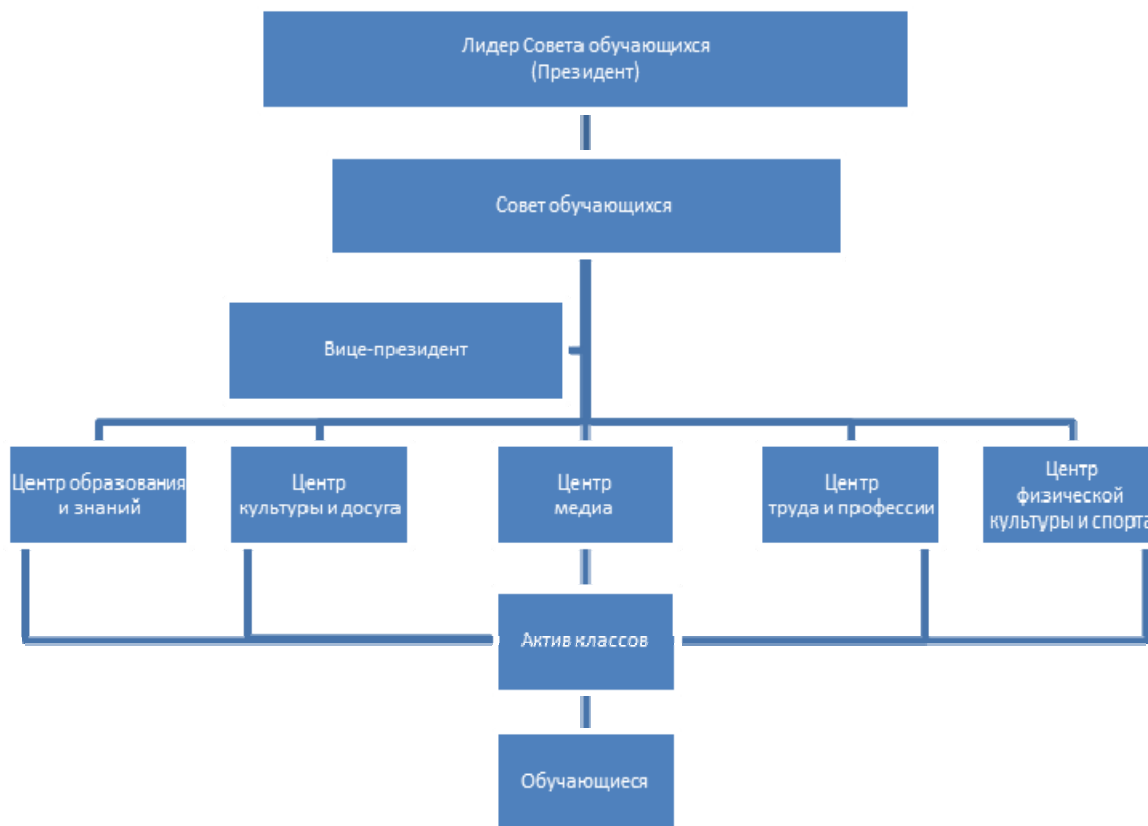 Лидер Совета обучающихся
(Президент)
Совет обучающихся
Вице-президент
Центр образования
и знаний
Центр
культуры и досуга
Центр
медиа
Центр
труда и профессии
Центр
физической
культуры и спорта
Актив классов
Обучающиеся